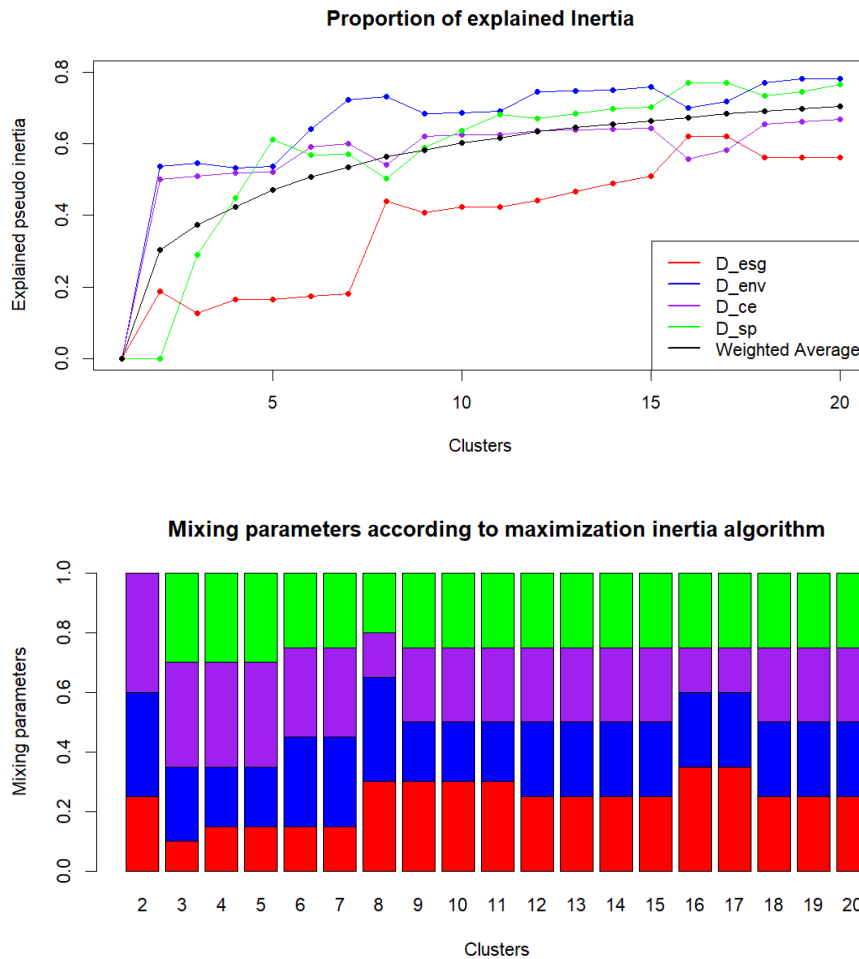 Proportion of explained Inertia
Explained pseudo inertia
0.8
0.6
0.4
0.2
0.0
D_esg
D_env
D_ce
D_sp
Weighted Average
5
10
15
20
Clusters
Mixing parameters according to maximization inertia algorithm
Mixing parameters
1.0
0.8
0.6
0.4
0.2
0.0
2 3 4 5 6 7 8 9 10 11 12 13 14 15 16 17 18 19 20
Clusters